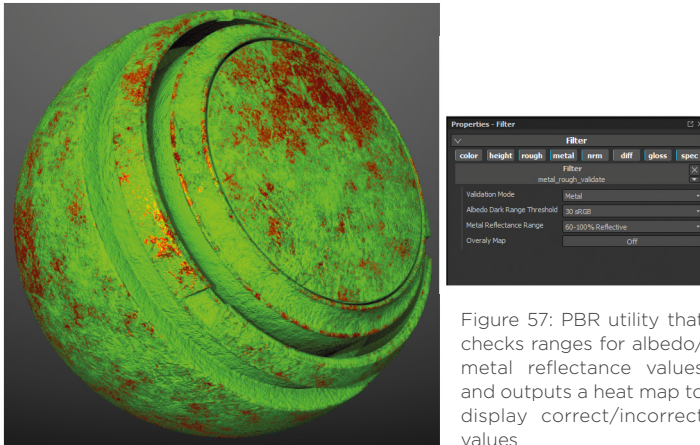 Properties - Filter
Filter
color height rough metal nrm diff gloss spec
Filter
metal_rough_validate
Validation Mode Metal
Albedo Dark Range Threshold 30 sRGB
Metal Reflectance Range 60-100% Reflective
Overaly Map Off
Figure 57: PBR utility that
checks ranges for albedo/
metal reflectance values
and outputs a heat map to
display correct/incorrect
values